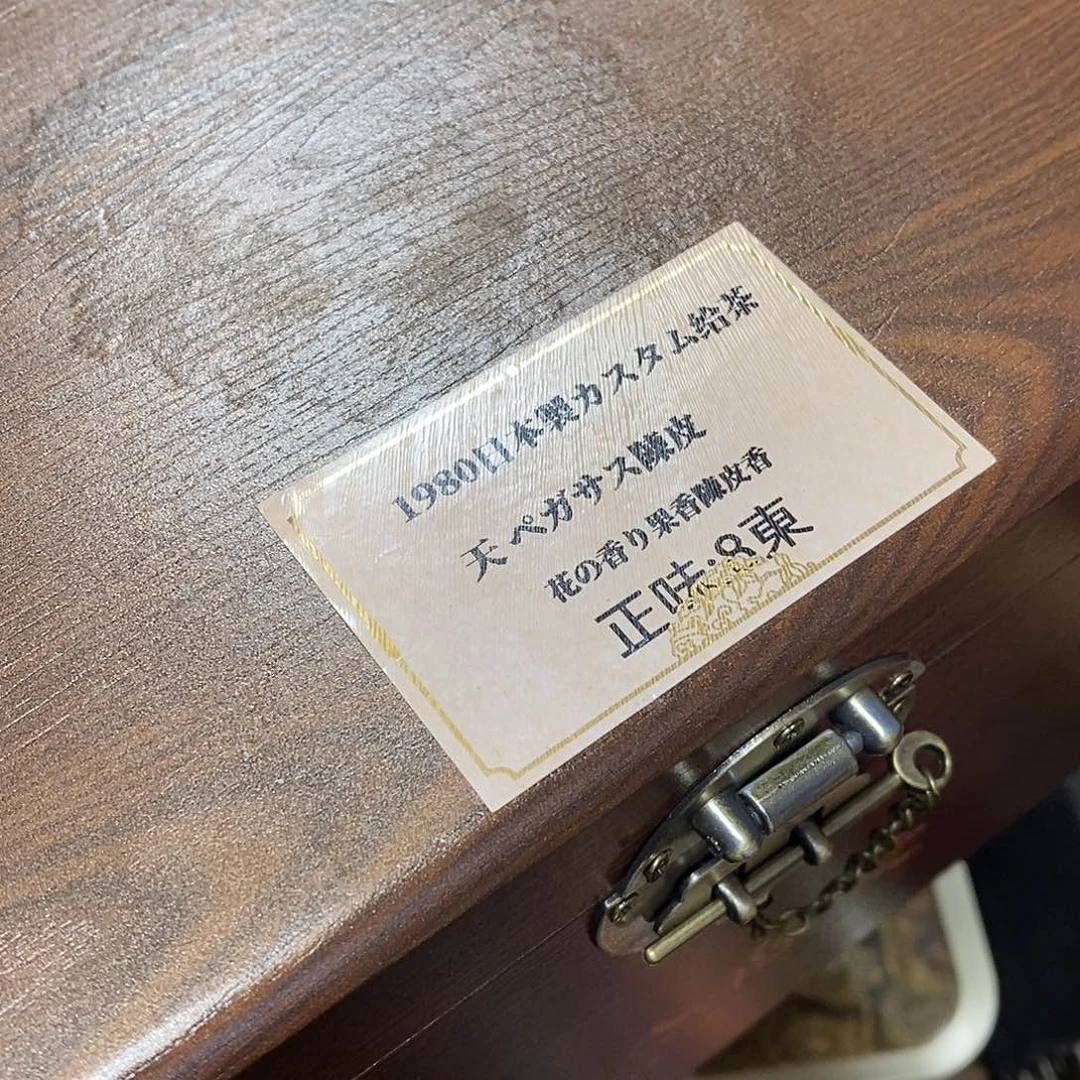 1980日本製カスタム給茶
天ペガサス陳皮
花の香り果香陳皮香
正味:8東